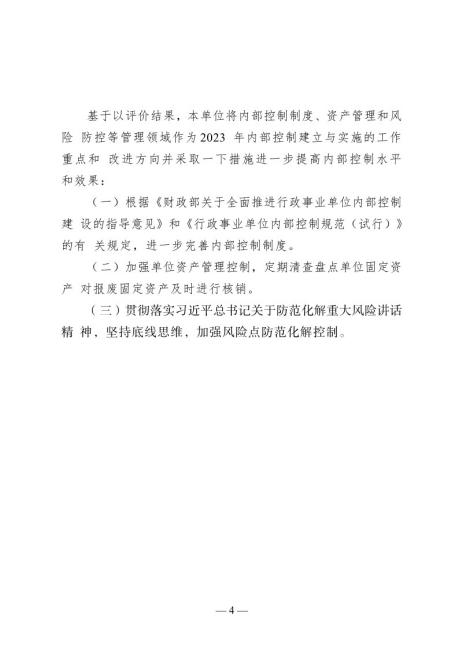 基于以评价结果，本单位将内部控制制度、资产管理和风
险 防控等管理领域作为2023 年内部控制建立与实施的工作
重点和 改进方向并采取一下措施进一步提高内部控制水平
和效果：
（一）根据《财政部关于全面推进行政事业单位内部控制
建 设的指导意见》和《行政事业单位内部控制规范（试行）》
的有 关规定，进一步完善内部控制制度。
（二）加强单位资产管理控制，定期清查盘点单位固定资
产 对报废固定资产及时进行核销。
（三）贯彻落实习近平总书记关于防范化解重大风险讲话
精 神，坚持底线思维，加强风险点防范化解控制。
— 4 —